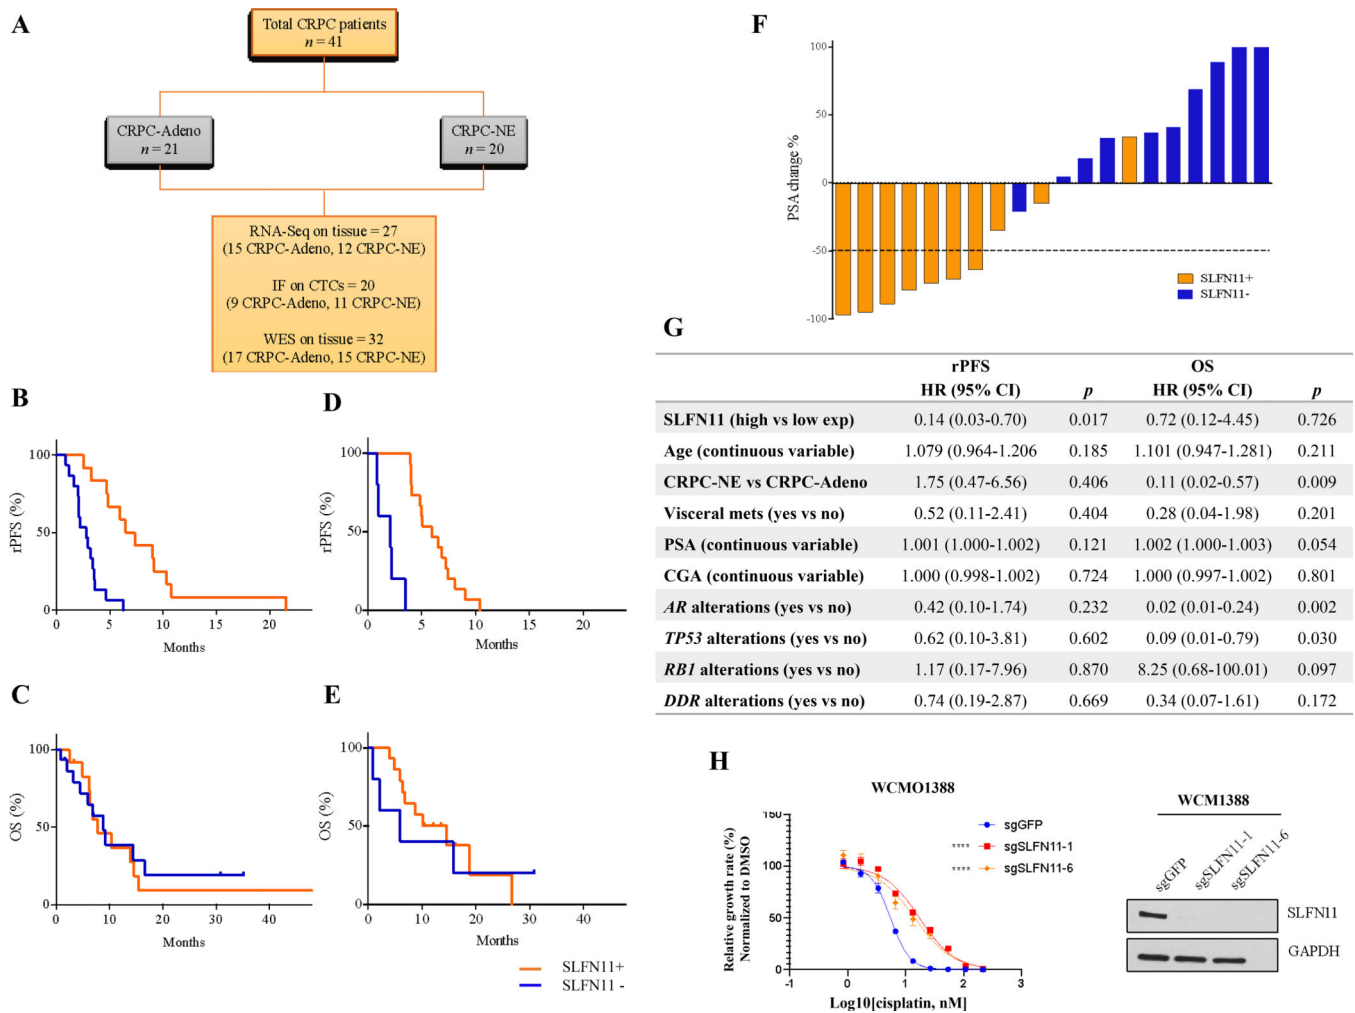 A
Total CRPC patients
n = 41
CRPC-Adeno
n = 21
CRPC-NE
n = 20
RNA-Seq on tissue = 27
(15 CRPC-Adeno, 12 CRPC-NE)
IF on CTCs = 20
(9 CRPC-Adeno, 11 CRPC-NE)
WES on tissue = 32
(17 CRPC-Adeno, 15 CRPC-NE)
B
rPFS (%)
100
50
0
0 5 10 15 20
Months
D
rPFS (%)
100
50
0
0 5 10 15 20
Months
C
OS (%)
100
50
0
0 10 20 30 40
Months
E
OS (%)
100
50
0
0 10 20 30 40
Months
SLFN11+
SLFN11 -
F
PSA change %
100
50
0
-50
-100
SLFN11+
SLFN11-
G
rPFS OS
HR (95% CI) p HR (95% CI) p
SLFN11 (high vs low exp) 0.14 (0.03-0.70) 0.017 0.72 (0.12-4.45) 0.726
Age (continuous variable) 1.079 (0.964-1.206 0.185 1.101 (0.947-1.281) 0.211
CRPC-NE vs CRPC-Adeno 1.75 (0.47-6.56) 0.406 0.11 (0.02-0.57) 0.009
Visceral mets (yes vs no) 0.52 (0.11-2.41) 0.404 0.28 (0.04-1.98) 0.201
PSA (continuous variable) 1.001 (1.000-1.002) 0.121 1.002 (1.000-1.003) 0.054
CGA (continuous variable) 1.000 (0.998-1.002) 0.724 1.000 (0.997-1.002) 0.801
AR alterations (yes vs no) 0.42 (0.10-1.74) 0.232 0.02 (0.01-0.24) 0.002
TP53 alterations (yes vs no) 0.62 (0.10-3.81) 0.602 0.09 (0.01-0.79) 0.030
RB1 alterations (yes vs no) 1.17 (0.17-7.96) 0.870 8.25 (0.68-100.01) 0.097
DDR alterations (yes vs no) 0.74 (0.19-2.87) 0.669 0.34 (0.07-1.61) 0.172
H
WCMO1388
Relative growth rate (%)
Normalized to DMSO
150
100
50
0
-1 0 1 2 3
Log10[cisplatin, nM]
sgGFP
**** sgSLFN11-1
**** sgSLFN11-6
WCM1388
sgGFP
sgSLFN11-1
sgSLFN11-6
SLFN11
GAPDH